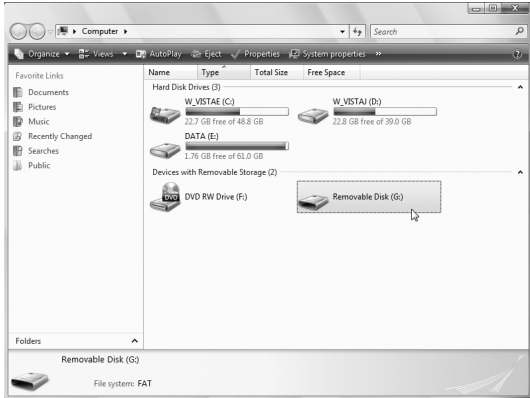 Computer
Search
Organize Views AutoPlay Eject Properties System properties »
Favorite Links
Documents
Pictures
Music
Recently Changed
Searches
Public
Folders
Name Type Total Size Free Space
Hard Disk Drives (3)
W_VISTAE (C:)
22.7 GB free of 48.8 GB
W_VISTAJ (D:)
22.8 GB free of 39.0 GB
DATA (E:)
1.76 GB free of 61.0 GB
Devices with Removable Storage (2)
DVD
DVD RW Drive (F:)
Removable Disk (G:)
Removable Disk (G:)
File system: FAT